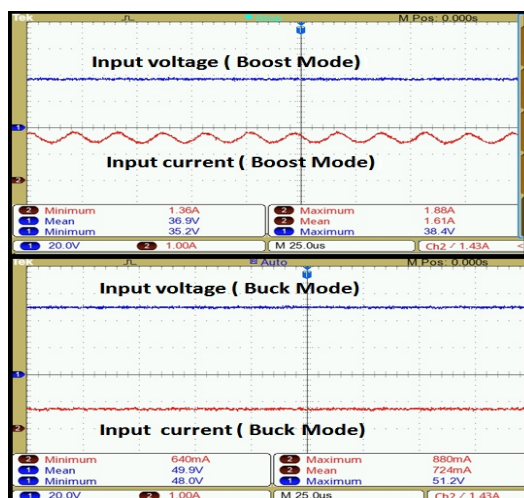 Tek M Pos: 0.000s
Input voltage ( Boost Mode)
1
Input current ( Boost Mode)
2
2 Minimum 1.36A 2 Maximum 1.88A
1 Mean 36.9V 2 Mean 1.61A
1 Minimum 35.2V 1 Maximum 38.4V
1 20.0V 2 1.00A M 25.0us Ch2 ∕ 1.43A <
Tek Auto M Pos: 0.000s
Input voltage ( Buck Mode)
1
2
Input current ( Buck Mode)
2 Minimum 640mA 2 Maximum 880mA
1 Mean 49.9V 2 Mean 724mA
1 Minimum 48.0V 1 Maximum 51.2V
1 20.0V 2 1.00A M 25.0us Ch2 ∕ 1.43A